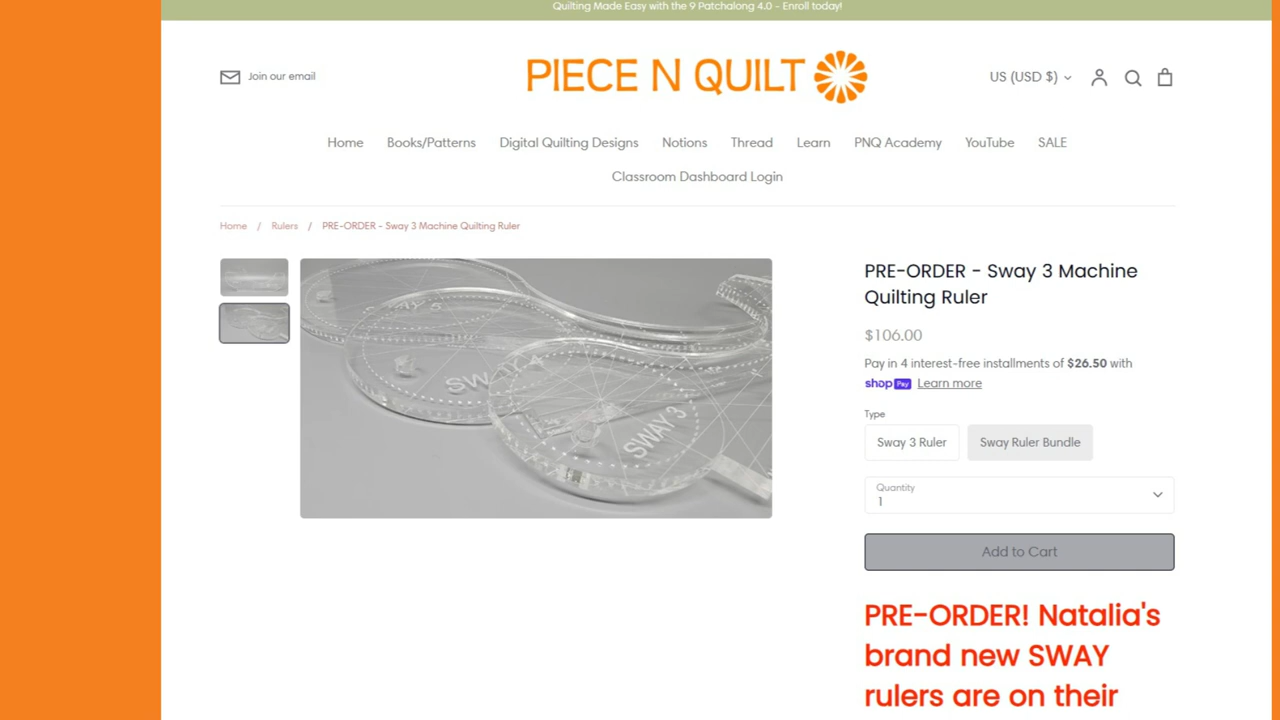 Quilting Made Easy with the 9 Patchalong 4.0 - Enroll today!
Join our email
PIECE N QUILT
US (USD $)
Home Books/Patterns Digital Quilting Designs Notions Thread Learn PNQ Academy YouTube SALE
Classroom Dashboard Login
Home / Rulers / PRE-ORDER - Sway 3 Machine Quilting Ruler
SWAY 5
SWAY 4
SWAY 3
PRE-ORDER - Sway 3 Machine
Quilting Ruler
$106.00
Pay in 4 interest-free installments of $26.50 with
shop Pay Learn more
Type
Sway 3 Ruler Sway Ruler Bundle
Quantity
1
Add to Cart
PRE-ORDER! Natalia's
brand new SWAY
rulers are on their